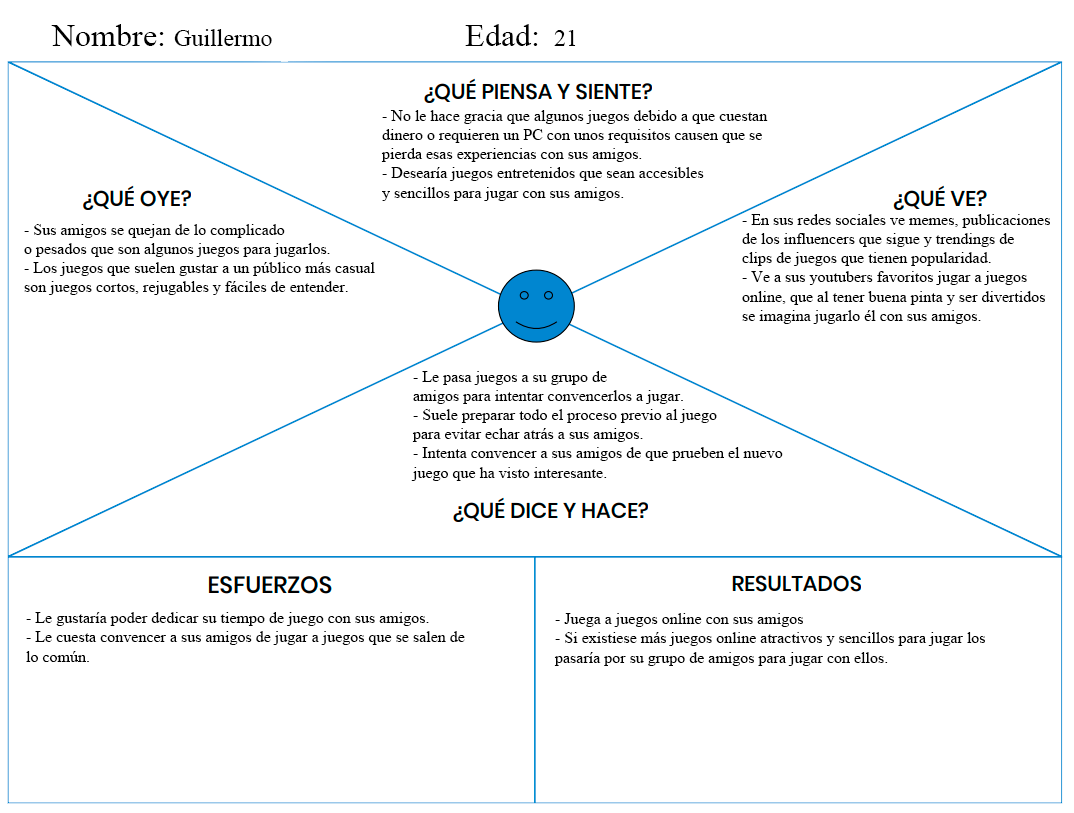 Nombre: Guillermo
Edad: 21
¿QUÉ PIENSA Y SIENTE?
- No le hace gracia que algunos juegos debido a que cuestan
dinero o requieren un PC con unos requisitos causen que se
pierda esas experiencias con sus amigos.
- Desearía juegos entretenidos que sean accesibles
y sencillos para jugar con sus amigos.
¿QUÉ OYE?
- Sus amigos se quejan de lo complicado
o pesados que son algunos juegos para jugarlos.
- Los juegos que suelen gustar a un público más casual
son juegos cortos, rejugables y fáciles de entender.
¿QUÉ VE?
- En sus redes sociales ve memes, publicaciones
de los influencers que sigue y trendings de
clips de juegos que tienen popularidad.
- Ve a sus youtubers favoritos jugar a juegos
online, que al tener buena pinta y ser divertidos
se imagina jugarlo él con sus amigos.
- Le pasa juegos a su grupo de
amigos para intentar convencerlos a jugar.
- Suele preparar todo el proceso previo al juego
para evitar echar atrás a sus amigos.
- Intenta convencer a sus amigos de que prueben el nuevo
juego que ha visto interesante.
¿QUÉ DICE Y HACE?
ESFUERZOS
- Le gustaría poder dedicar su tiempo de juego con sus amigos.
- Le cuesta convencer a sus amigos de jugar a juegos que se salen de
lo común.
RESULTADOS
- Juega a juegos online con sus amigos
- Si existiese más juegos online atractivos y sencillos para jugar los
pasaría por su grupo de amigos para jugar con ellos.